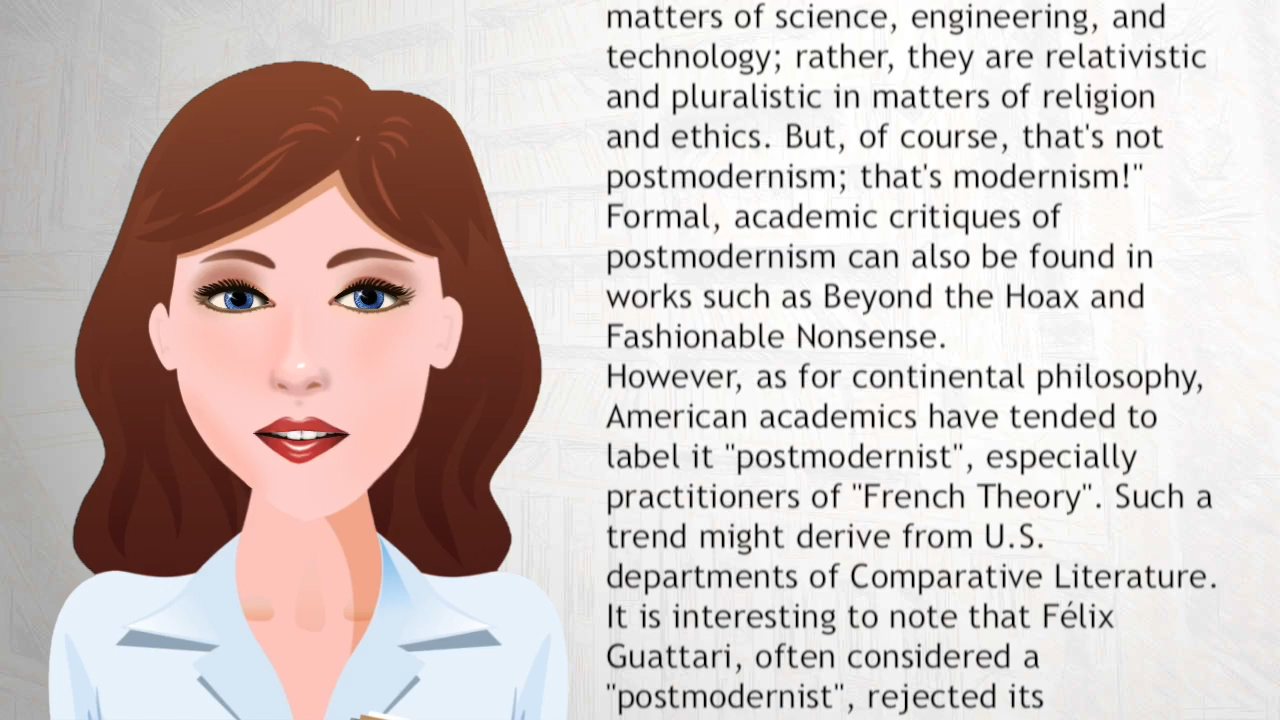 matters of science, engineering, and
technology; rather, they are relativistic
and pluralistic in matters of religion
and ethics. But, of course, that's not
postmodernism; that's modernism!"
Formal, academic critiques of
postmodernism can also be found in
works such as Beyond the Hoax and
Fashionable Nonsense.
However, as for continental philosophy,
American academics have tended to
label it "postmodernist", especially
practitioners of "French Theory". Such a
trend might derive from U.S.
departments of Comparative Literature.
It is interesting to note that Félix
Guattari, often considered a
"postmodernist", rejected its